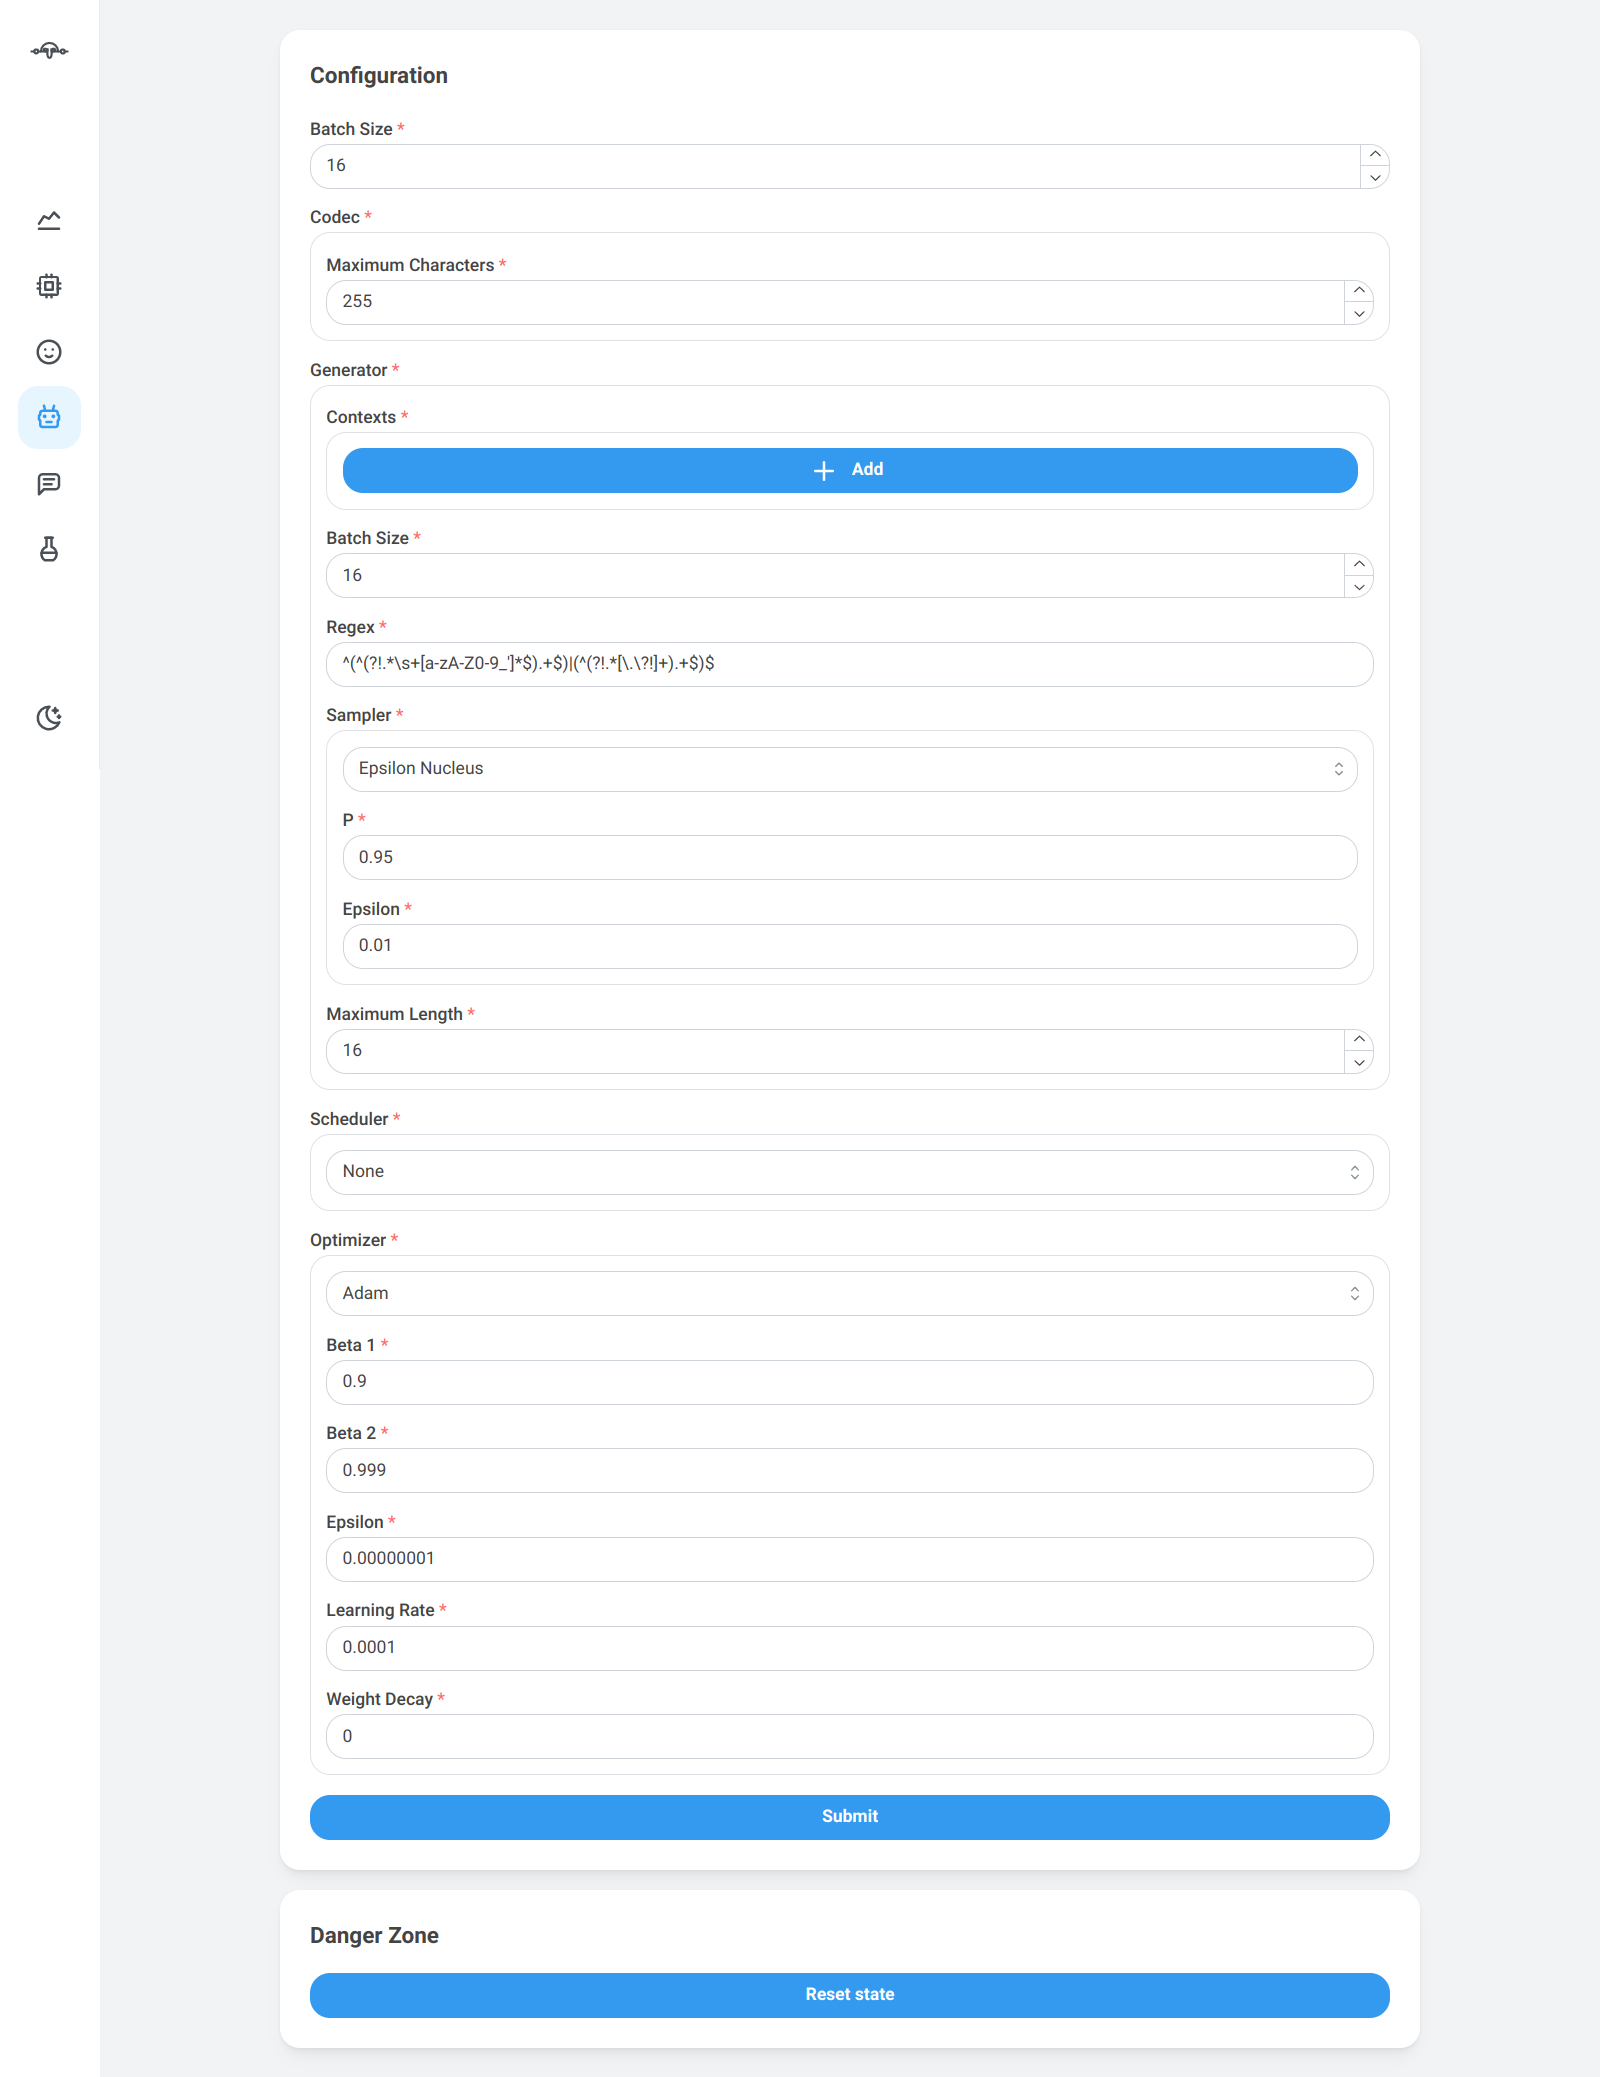 Configuration
Batch Size *
16
Codec *
Maximum Characters *
255
Generator *
Contexts *
Add
Batch Size *
16
Regex *
^(^(?!.*\s+[a-zA-Z0-9_']*$).+$)|(^(?!.*[\.\?!]+).+$)$
Sampler *
Epsilon Nucleus
P *
0.95
Epsilon *
0.01
Maximum Length *
16
Scheduler *
None
Optimizer *
Adam
Beta 1 *
0.9
Beta 2 *
0.999
Epsilon *
0.00000001
Learning Rate *
0.0001
Weight Decay *
0
Submit
Danger Zone
Reset state